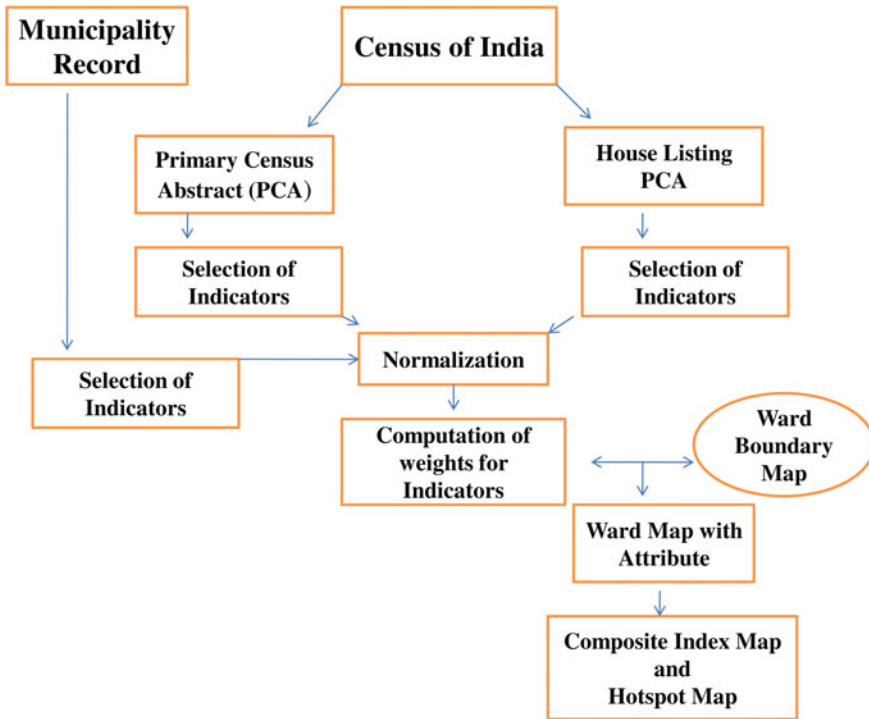 Municipality
Record
Census of India
Primary Census
Abstract (PCA)
House Listing
PCA
Selection of
Indicators
Selection of
Indicators
Normalization
Selection of
Indicators
Computation of
weights for
Indicators
Ward
Boundary
Map
Ward Map with
Attribute
Composite Index Map
and
Hotspot Map